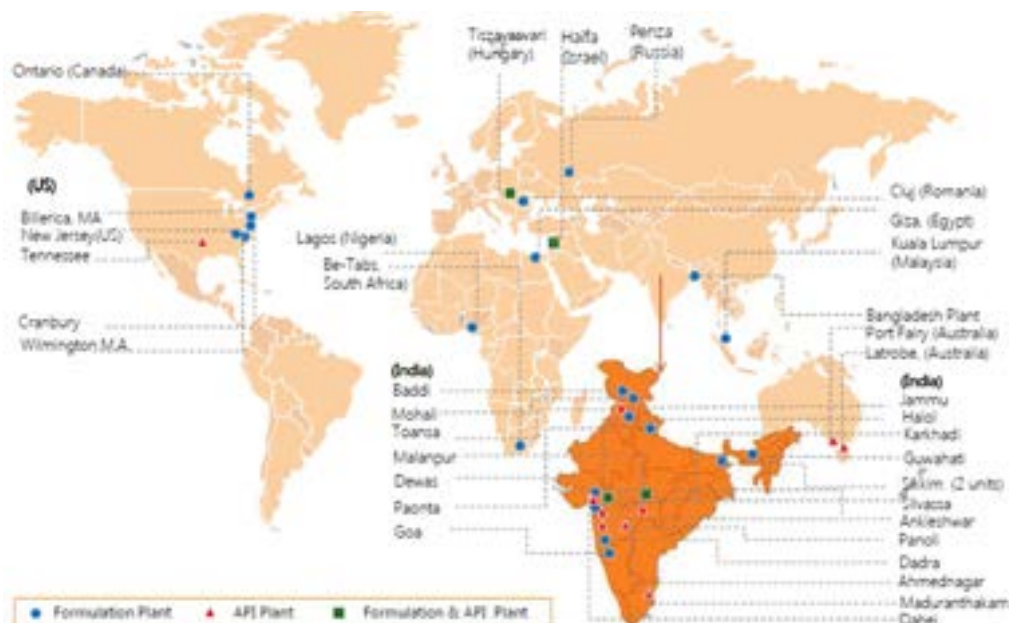 Ontario (Canada)
(Hungary)
Haifa
(Israel)
Penza
(Russia)
(US)
Billerica, MA
New Jersey(US)
Tennessee
Cranbury
Wilmington M.A.
Lagos (Nigeria)
Be-Tabs,
South Africa)
Cluj (Romania)
Giza, (Egypt)
Kuala Lumpur
(Malaysia)
Bangladesh Plant
Port Fairy (Australia)
Latrobe, (Australia)
(India)
Baddi
Mohali
Toansa
Malanpur
Dewas
Paonta
Goa
(India)
Jammu
Halol
Karkhadi
Guwahati
Sikkim, (2 units)
Silvassa
Ankleshwar
Panoli
Dadra
Ahmednagar
Maduranthakam
Dahej
Formulation Plant
API Plant
Formulation & API Plant